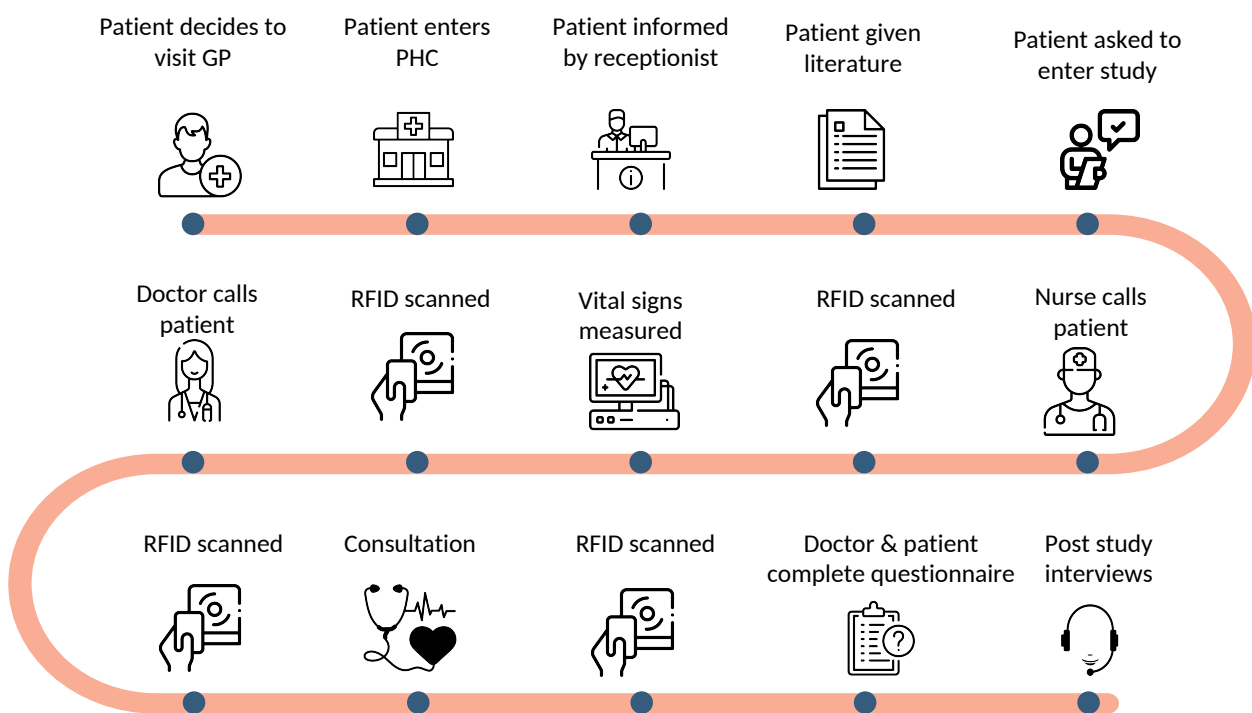 Patient decides to
visit GP
Patient enters
PHC
Patient informed
by receptionist
Patient given
literature
Patient asked to
enter study
Doctor calls
patient
RFID scanned
Vital signs
measured
RFID scanned
Nurse calls
patient
RFID scanned
Consultation
RFID scanned
Doctor & patient
complete questionnaire
Post study
interviews